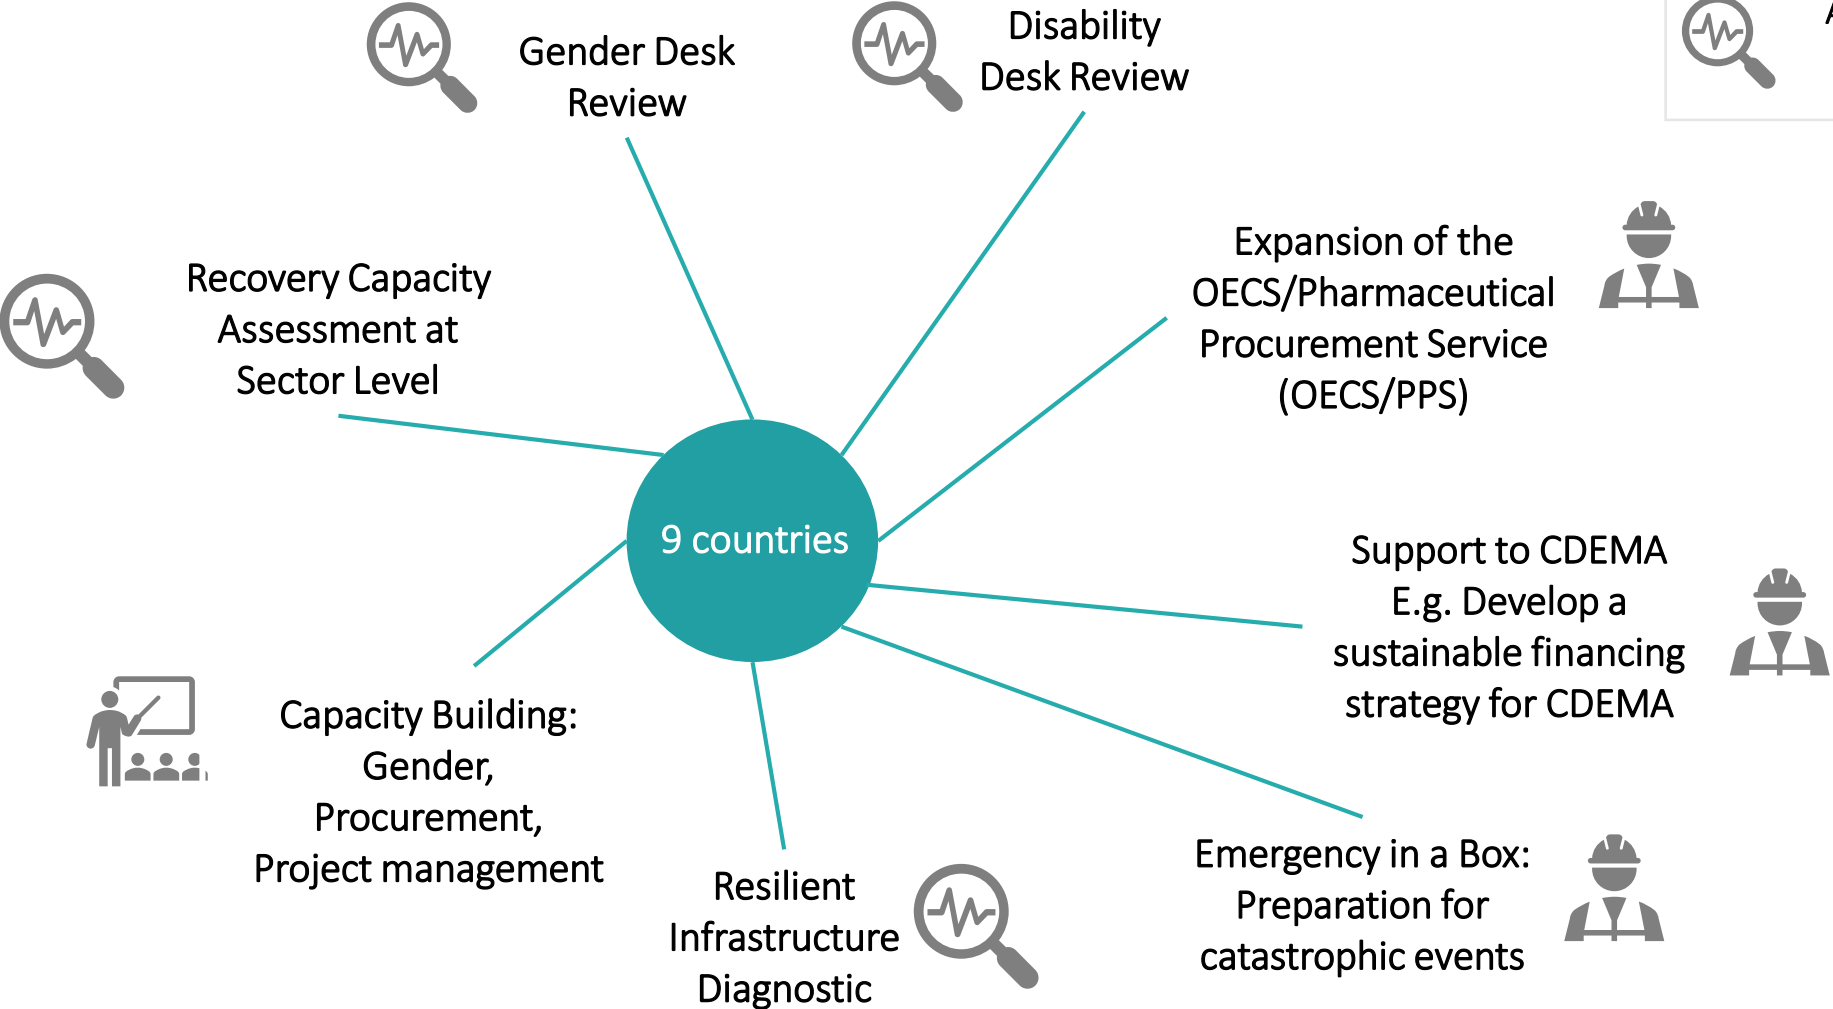 Gender Desk
Review
Disability
Desk Review
Recovery Capacity
Assessment at
Sector Level
Expansion of the
OECS/Pharmaceutical
Procurement Service
(OECS/PPS)
9 countries
Support to CDEMA
E.g. Develop a
sustainable financing
strategy for CDEMA
Capacity Building:
Gender,
Procurement,
Project management
Resilient
Infrastructure
Diagnostic
Emergency in a Box:
Preparation for
catastrophic events